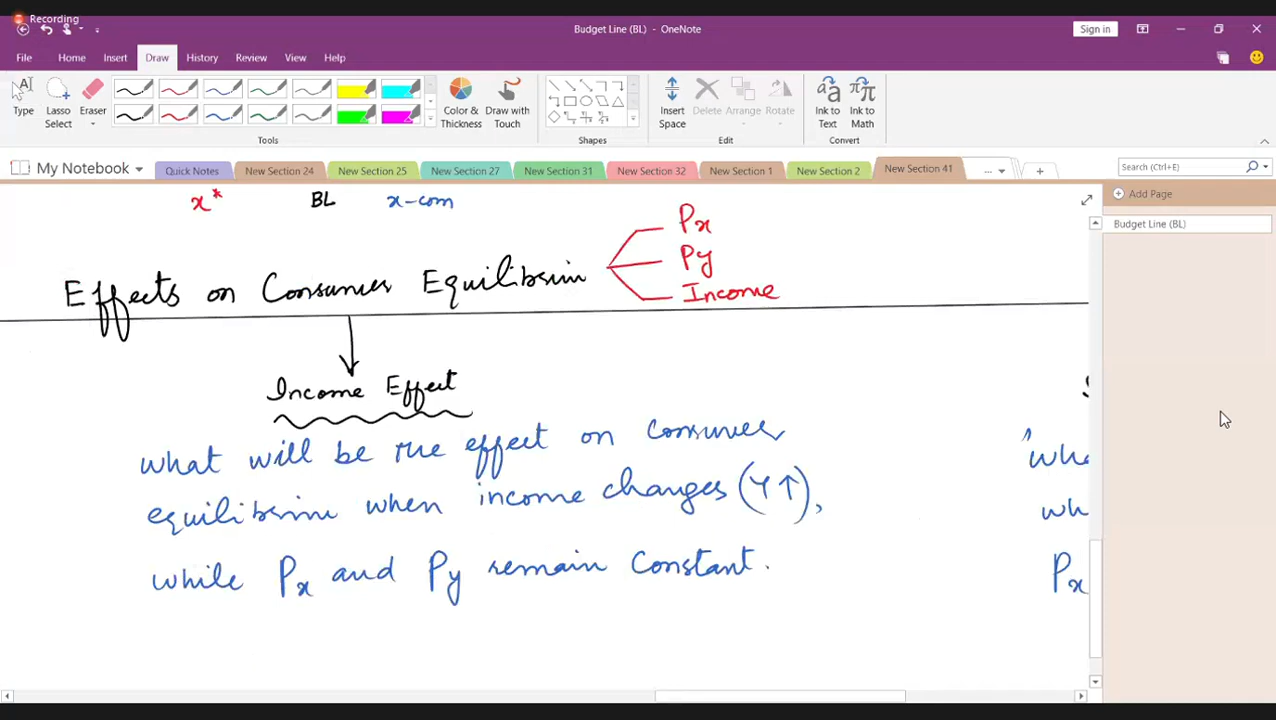 Recording
Budget Line (BL) - OneNote
Sign in
File Home Insert Draw History Review View Help
Type
Lasso Select
Eraser
Color & Thickness
Draw with Touch
Insert Space
Delete
Arrange
Rotate
Ink to Text
Ink to Math
Tools
Shapes
Edit
Convert
My Notebook
Quick Notes
New Section 24
New Section 25
New Section 27
New Section 31
New Section 32
New Section 1
New Section 2
New Section 41
Search (Ctrl+E)
Add Page
Budget Line (BL)
x* BL x-com
Effects on Consumer Equilibrium
Px
Py
Income
Income Effect
What will be the effect on consumer
equilibrium when income changes (Y↑),
while Px and Py remain Constant.
Px